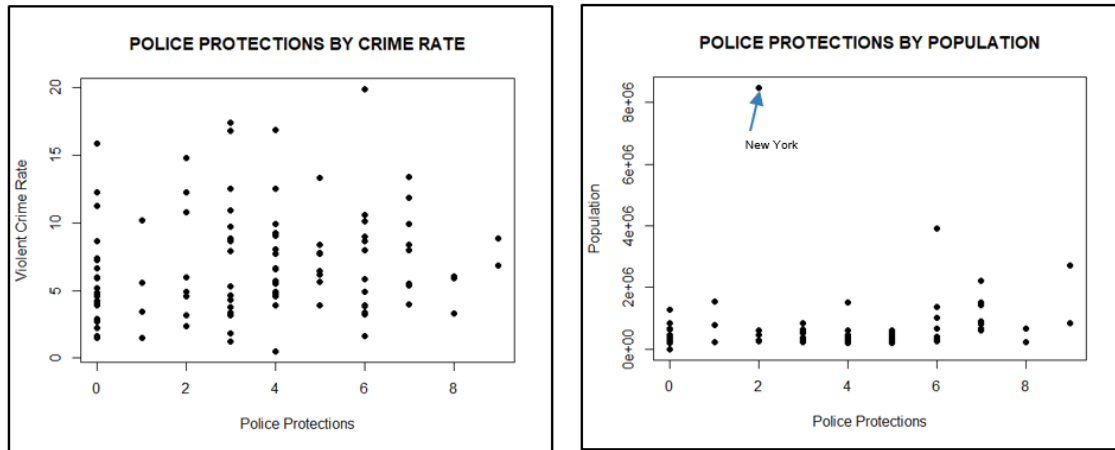 POLICE PROTECTIONS BY CRIME RATE
Violent Crime Rate
20
15
10
5
0
0 2 4 6 8
Police Protections
POLICE PROTECTIONS BY POPULATION
Population
8e+06
6e+06
4e+06
2e+06
0e+00
New York
0 2 4 6 8
Police Protections